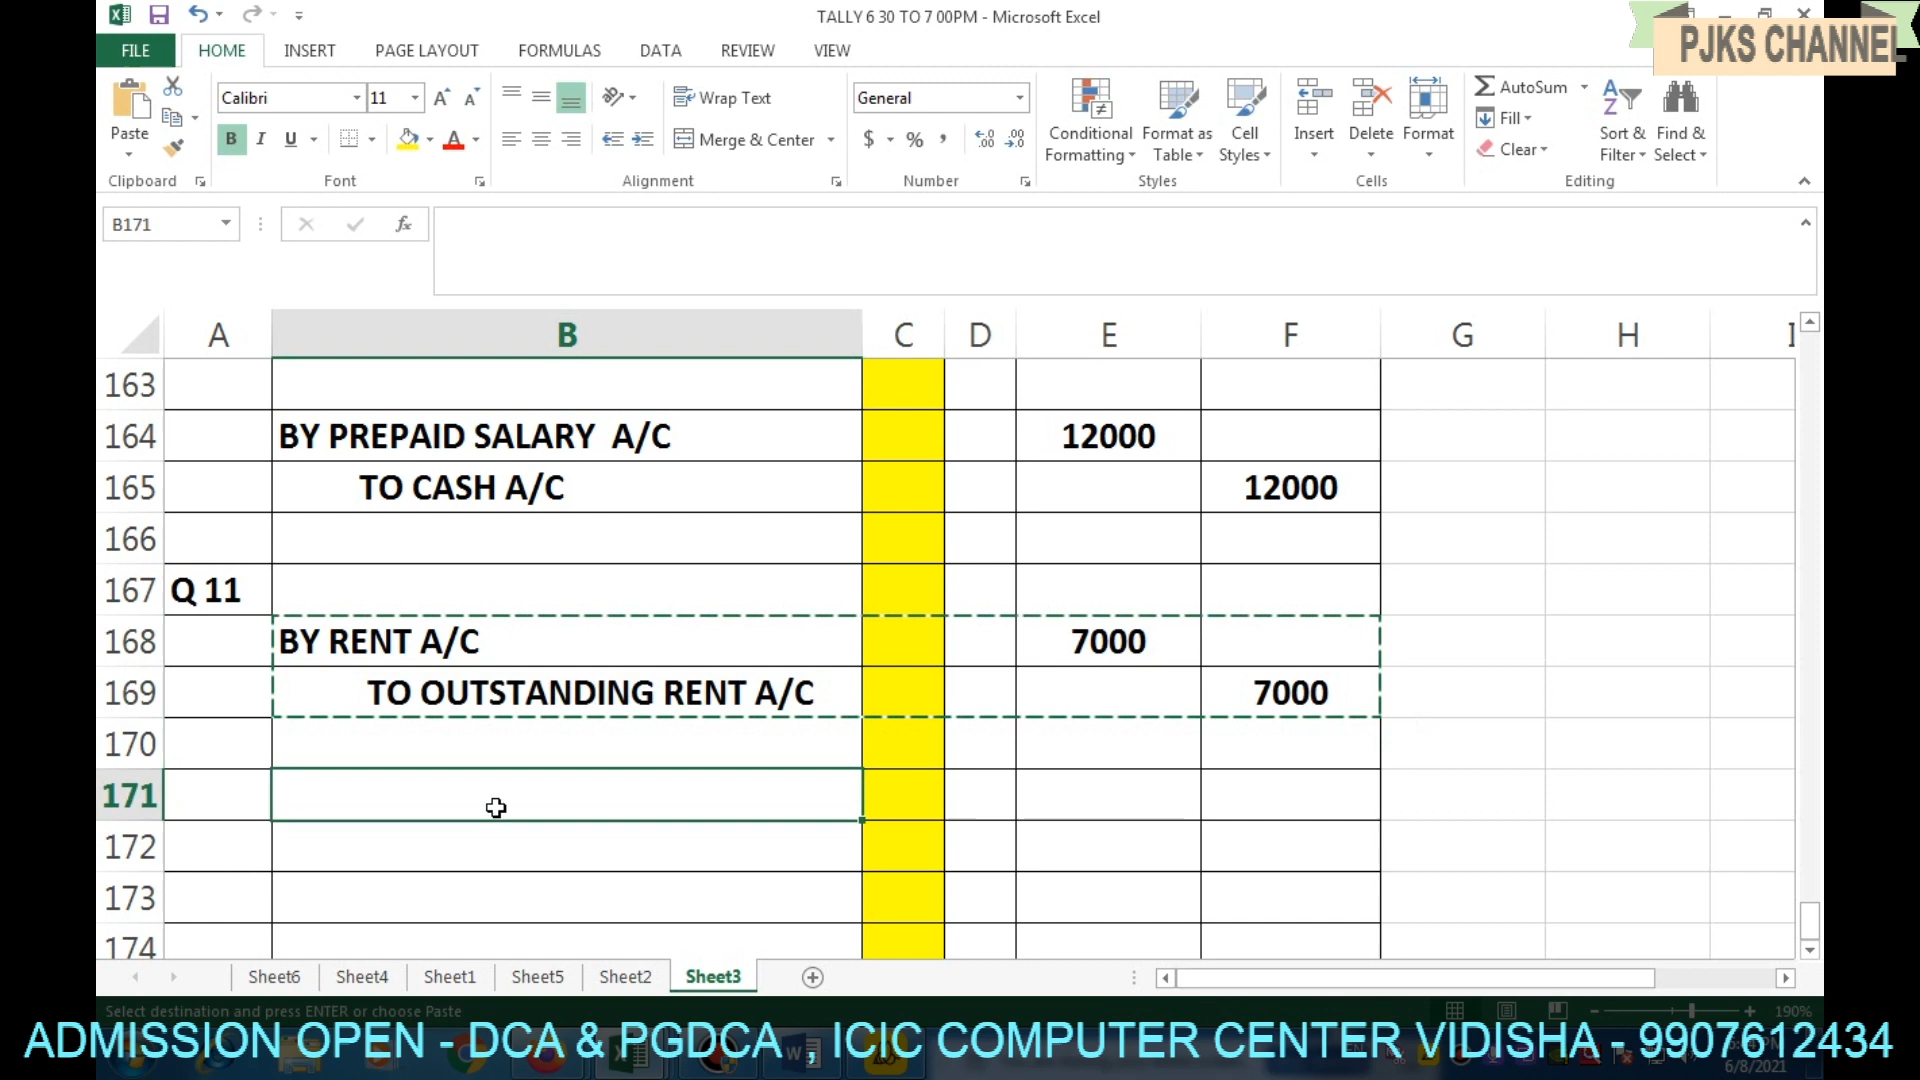 TALLY 6 30 TO 7 00PM - Microsoft Excel
PJKS CHANNEL
FILE HOME INSERT PAGE LAYOUT FORMULAS DATA REVIEW VIEW
Calibri 11 Wrap Text General AutoSum
Paste Conditional Format as Cell Insert Delete Format Fill Sort & Find &
B I U Merge & Center $ % , Formatting Table Styles Clear Filter Select
Clipboard Font Alignment Number Styles Cells Editing
B171 fx
A B C D E F G H I
163
164 BY PREPAID SALARY A/C 12000
165 TO CASH A/C 12000
166
167 Q 11
168 BY RENT A/C 7000
169 TO OUTSTANDING RENT A/C 7000
170
171
172
173
174
Sheet6 Sheet4 Sheet1 Sheet5 Sheet2 Sheet3
Select destination and press ENTER or choose Paste 190%
ADMISSION OPEN - DCA & PGDCA - ICIC COMPUTER CENTER VIDISHA - 9907612434
6/8/2021